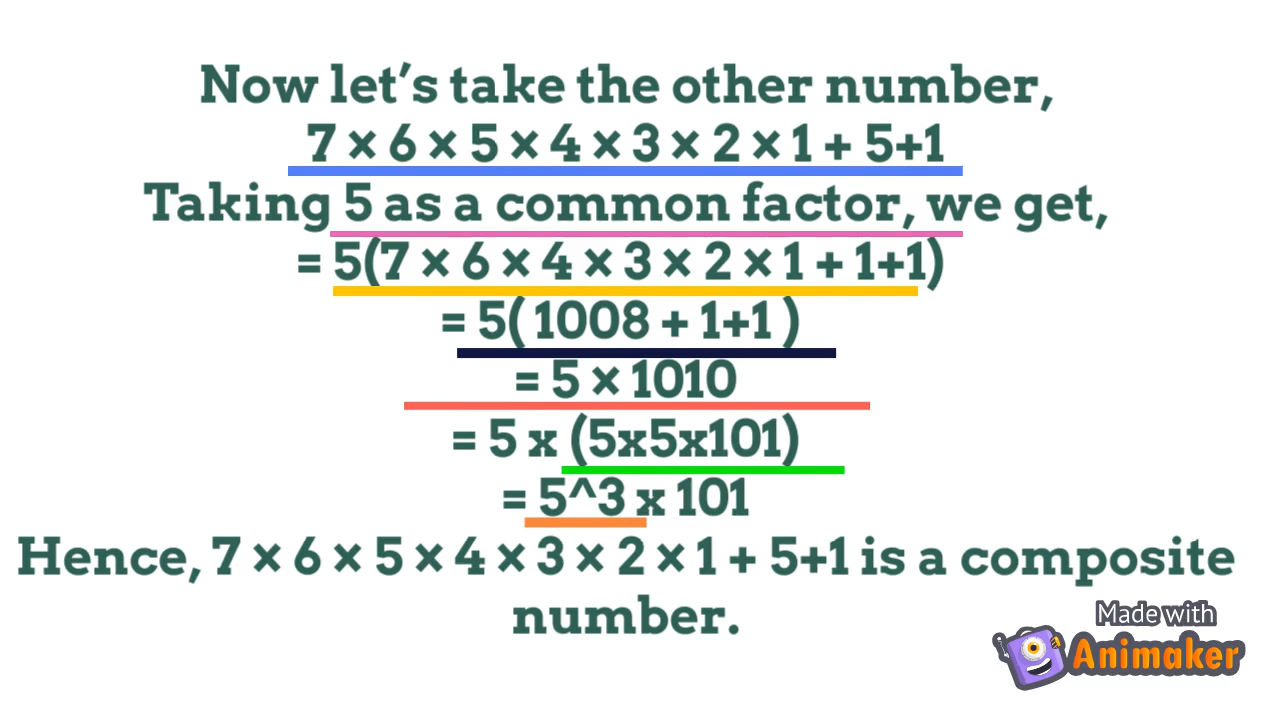 Now let’s take the other number,
7 × 6 × 5 × 4 × 3 × 2 × 1 + 5+1
Taking 5 as a common factor, we get,
= 5(7 × 6 × 4 × 3 × 2 × 1 + 1+1)
= 5( 1008 + 1+1 )
= 5 × 1010
= 5 x (5x5x101)
= 5^3 x 101
Hence, 7 × 6 × 5 × 4 × 3 × 2 × 1 + 5+1 is a composite
number.
Made with
Animaker